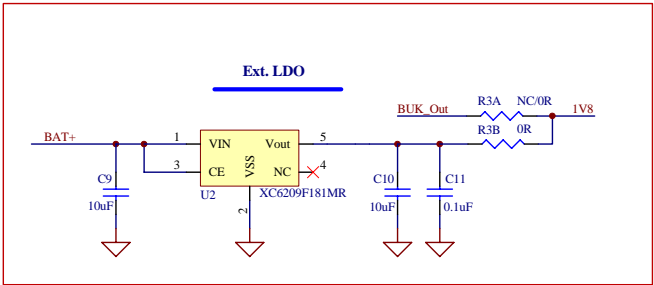 Ext. LDO
BUK_Out
R3A
NC/0R
1V8
R3B
0R
BAT+
1
VIN
Vout
5
3
CE
VSS
NC
4
C9
10uF
U2
XC6209F181MR
2
C10
10uF
C11
0.1uF